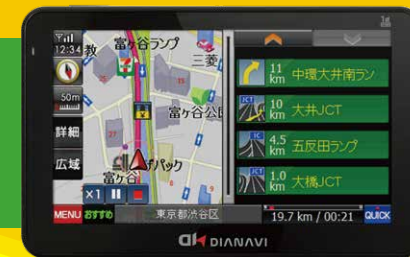 12:34
教
富ヶ谷ランプ
三菱
50m
富ヶ谷公
詳細
広域
富ヶ谷
パック
×1
MENU
おすすめ
東京都渋谷区
11
km
中環大井南ラン
JCT
10
km
大井JCT
IC
4.5
km
五反田ランプ
JCT
1.0
km
大橋JCT
19.7 km / 00:21
QUICK
DIANAVI